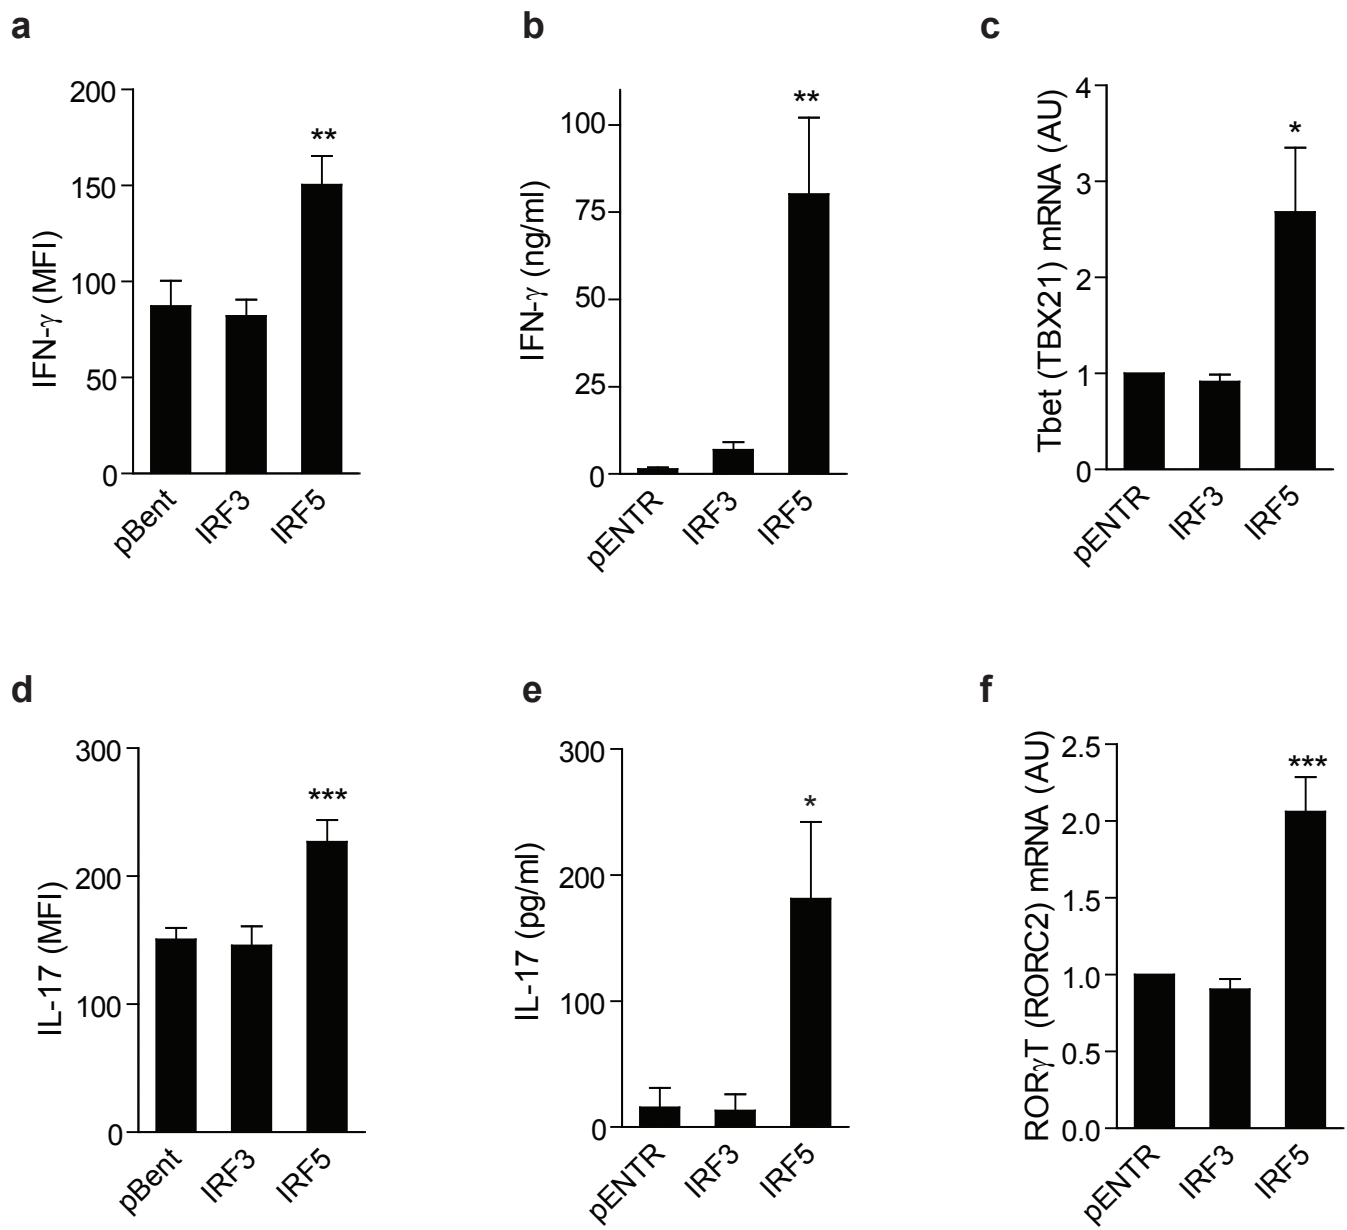 a
IFN-γ (MFI)
200
150
100
50
0
**
pBent
IRF3
IRF5
b
IFN-γ (ng/ml)
100
75
50
25
0
**
pENTR
IRF3
IRF5
c
Tbet (TBX21) mRNA (AU)
4
3
2
1
0
*
pENTR
IRF3
IRF5
d
IL-17 (MFI)
300
200
100
0
***
pBent
IRF3
IRF5
e
IL-17 (pg/ml)
300
200
100
0
*
pENTR
IRF3
IRF5
f
RORγT (RORC2) mRNA (AU)
2.5
2.0
1.5
1.0
0.5
0.0
***
pENTR
IRF3
IRF5